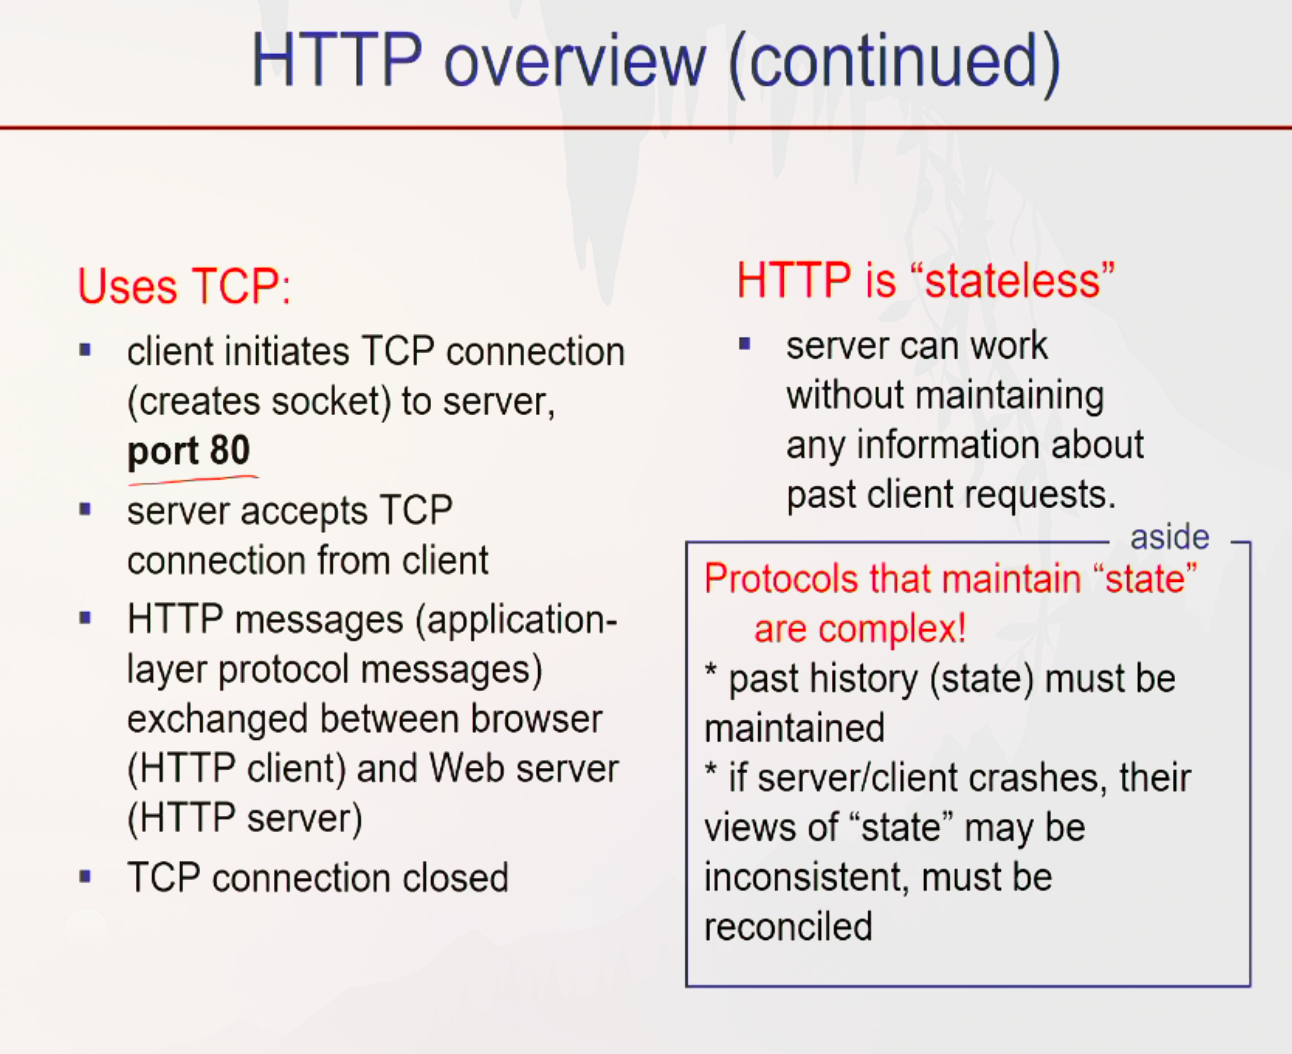 HTTP overview (continued)
Uses TCP:
▪ client initiates TCP connection
(creates socket) to server,
port 80
▪ server accepts TCP
connection from client
▪ HTTP messages (application-
layer protocol messages)
exchanged between browser
(HTTP client) and Web server
(HTTP server)
▪ TCP connection closed
HTTP is “stateless”
▪ server can work
without maintaining
any information about
past client requests.
aside
Protocols that maintain “state”
are complex!
* past history (state) must be
maintained
* if server/client crashes, their
views of “state” may be
inconsistent, must be
reconciled